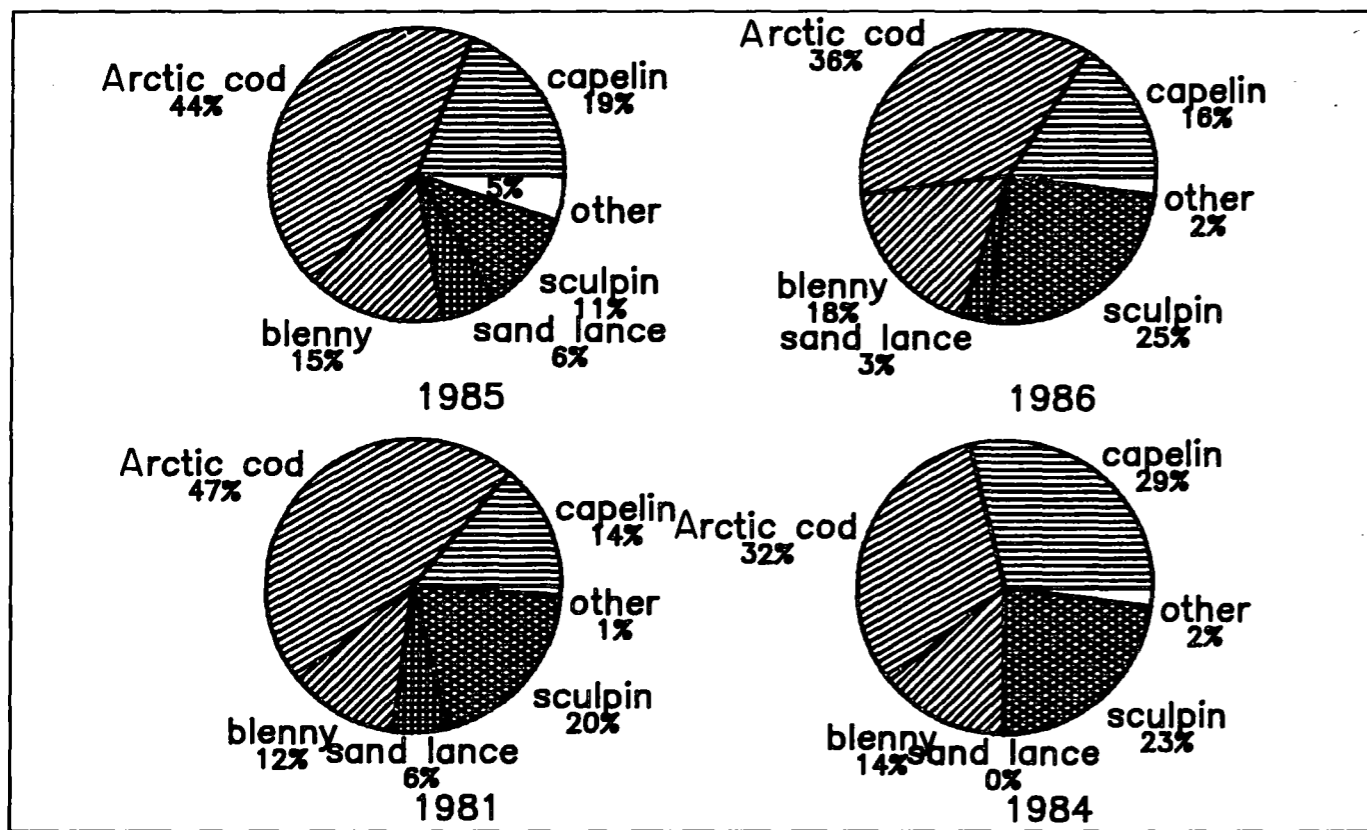 Arctic cod
44%
capelin
19%
5%
other
sculpin
11%
sand lance
6%
blenny
15%
1985
Arctic cod
36%
capelin
16%
other
2%
sculpin
25%
blenny
18%
sand lance
3%
1986
Arctic cod
47%
capelin
14%
other
1%
sculpin
20%
blenny
12%
sand lance
6%
1981
capelin
29%
Arctic cod
32%
other
2%
sculpin
23%
blenny
14%
sand lance
0%
1984